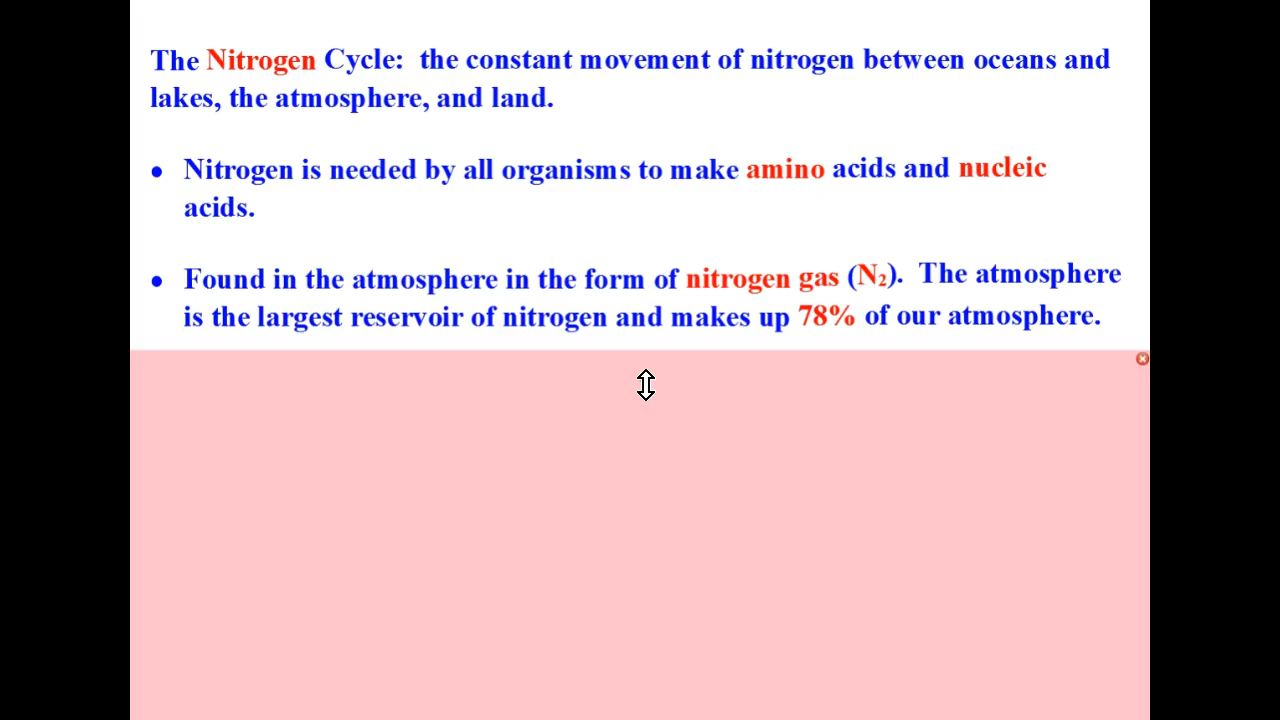 The Nitrogen Cycle: the constant movement of nitrogen between oceans and
lakes, the atmosphere, and land.
• Nitrogen is needed by all organisms to make amino acids and nucleic
acids.
• Found in the atmosphere in the form of nitrogen gas (N₂). The atmosphere
is the largest reservoir of nitrogen and makes up 78% of our atmosphere.